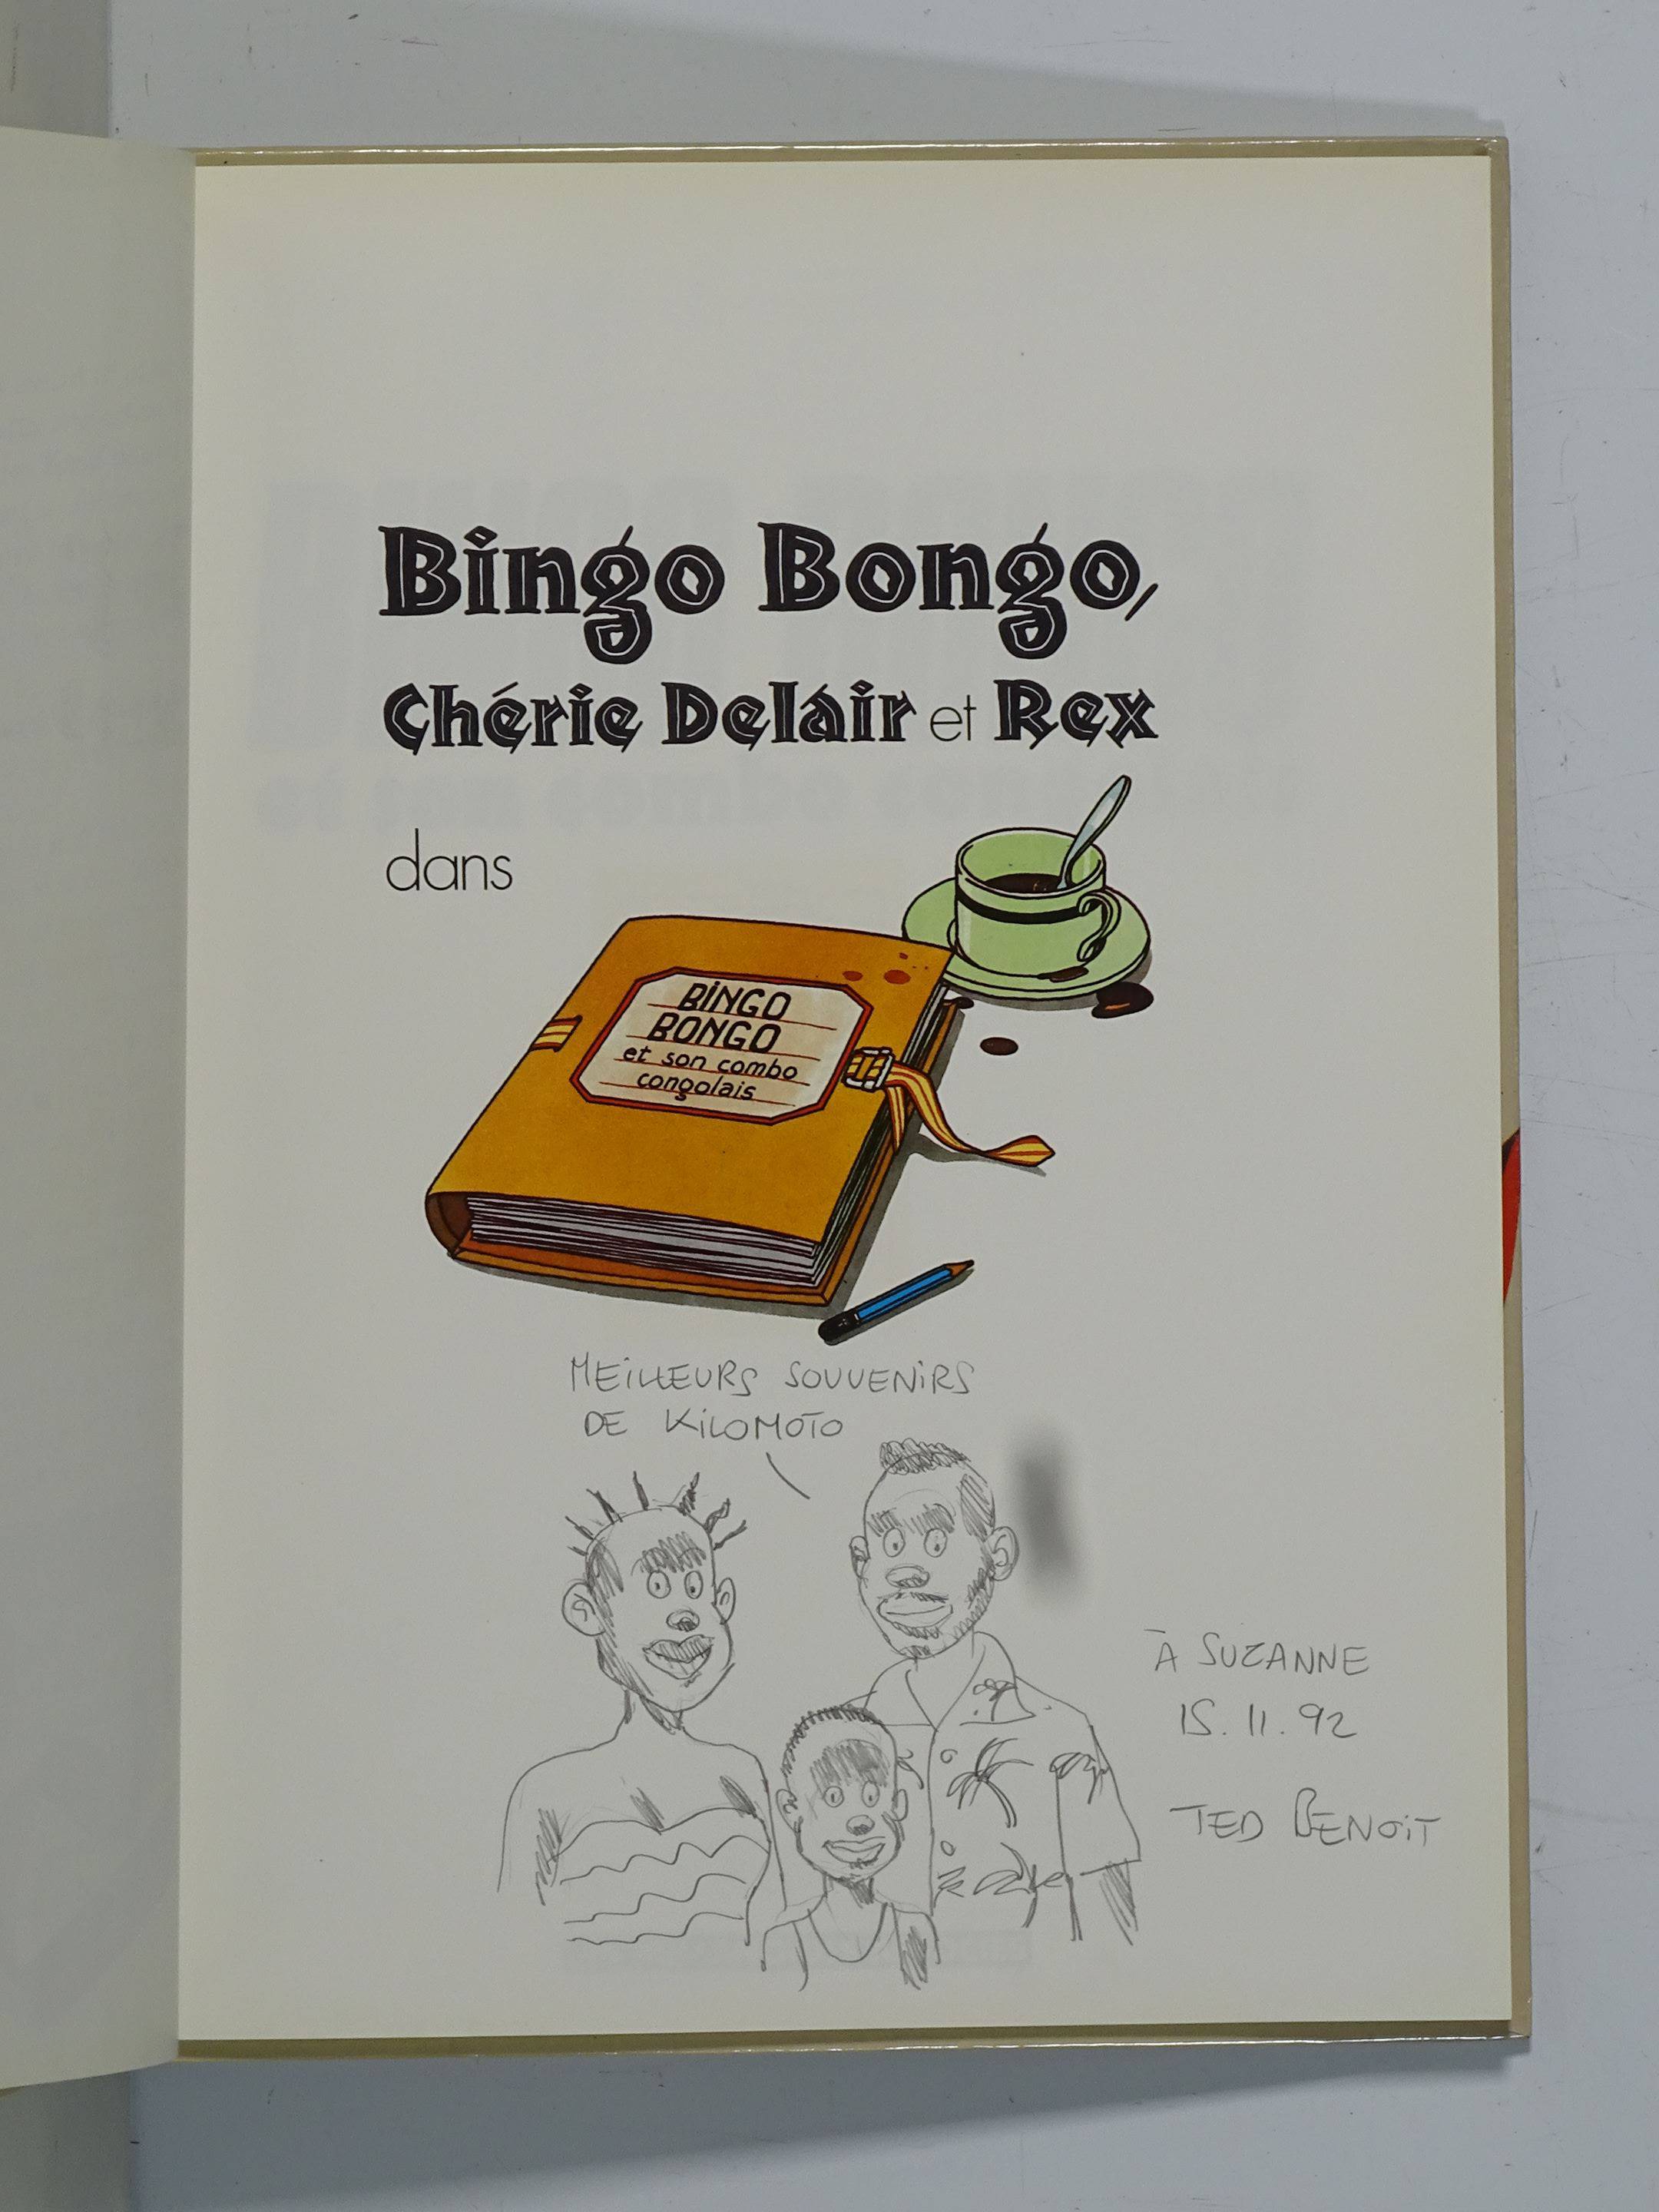 Bingo Bongo,
Chérie Delair et Rex
dans
BiNGO
BONGO
et son combo
congolais
MEiLLEURS SOUVENiRS
DE KiLOMOTO
À SUZANNE
15.11.92
TED BENOiT